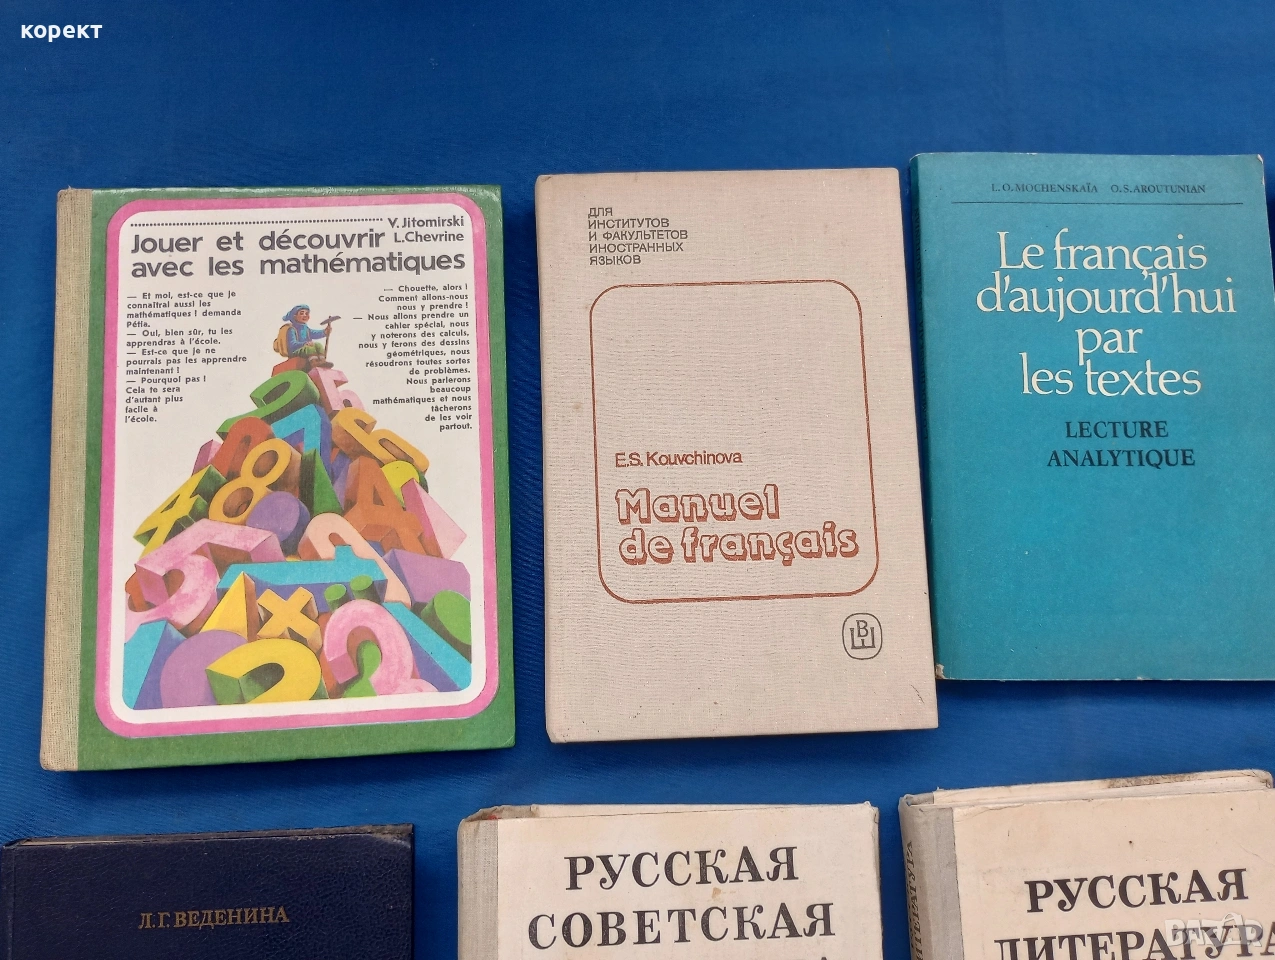 корект
V. Jitomirski
L. Chevrine
Jouer et découvrir
avec les mathématiques
— Et moi, est-ce que je
connaîtrai aussi les
mathématiques ! demanda
Pétia.
— Oui, bien sûr, tu les
apprendras à l'école.
— Est-ce que je ne
pourrais pas les apprendre
maintenant !
— Pourquoi pas !
Cela te sera
d'autant plus
facile à
l'école.
— Chouette, alors !
Comment allons-nous
nous y prendre !
— Nous allons prendre un
cahier spécial, nous
y noterons des calculs,
nous y ferons des dessins
géométriques, nous
résoudrons toutes sortes
de problèmes.
Nous parlerons
beaucoup
mathématiques et nous
tâcherons
de les voir
partout.
ДЛЯ
ИНСТИТУТОВ
И ФАКУЛЬТЕТОВ
ИНОСТРАННЫХ
ЯЗЫКОВ
E.S. Kouvchinova
Manuel
de français
ВШ
L. O. MOCHENSKAÏA O. S. AROUTUNIAN
Le français
d'aujourd'hui
par
les textes
LECTURE
ANALYTIQUE
Л. Г. ВЕДЕНИНА
РУССКАЯ
СОВЕТСКАЯ
РУССКАЯ
ЛИТЕРАТУРА
BAZAR